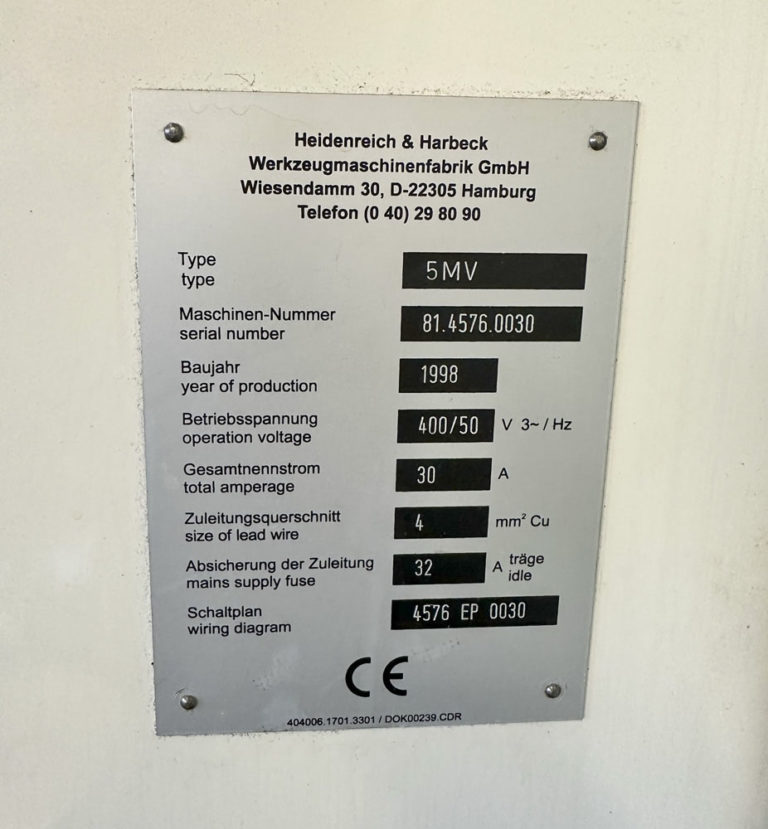 Heidenreich & Harbeck
Werkzeugmaschinenfabrik GmbH
Wiesendamm 30, D-22305 Hamburg
Telefon (0 40) 29 80 90
Type
type
5MV
Maschinen-Nummer
serial number
81.4576.0030
Baujahr
year of production
1998
Betriebsspannung
operation voltage
400/50 V 3~ / Hz
Gesamtnennstrom
total amperage
30 A
Zuleitungsquerschnitt
size of lead wire
4 mm² Cu
Absicherung der Zuleitung
mains supply fuse
32 A träge
idle
Schaltplan
wiring diagram
4576 EP 0030
CE
404006.1701.3301 / DOK00239.CDR